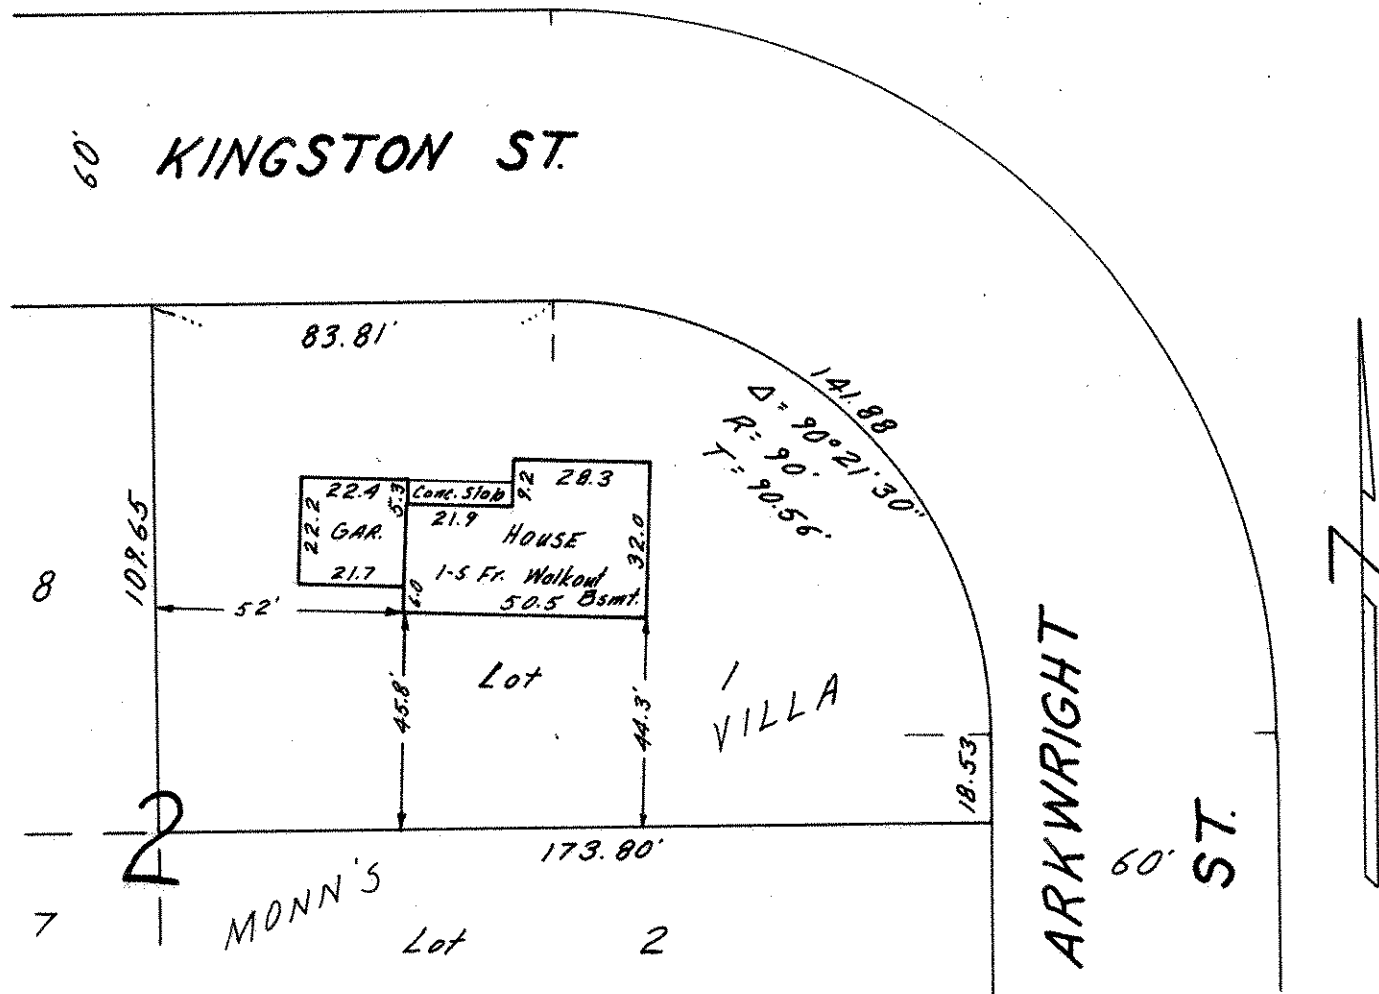 60'
KINGSTON ST.
83.81'
141.88
Δ = 90° 21' 30"
R = 90'
T = 90.56'
109.65
22.4
5.3
Conc. Slab
9.2
28.3
22.2
GAR.
21.9
HOUSE
32.0
21.7
1-S Fr. Walkout
Bsmt.
6.0
50.5
8
52'
Lot
1
45.8'
44.3'
VILLA
18.53
ARKWRIGHT
ST.
60'
2
173.80'
MONN'S
7
Lot 2